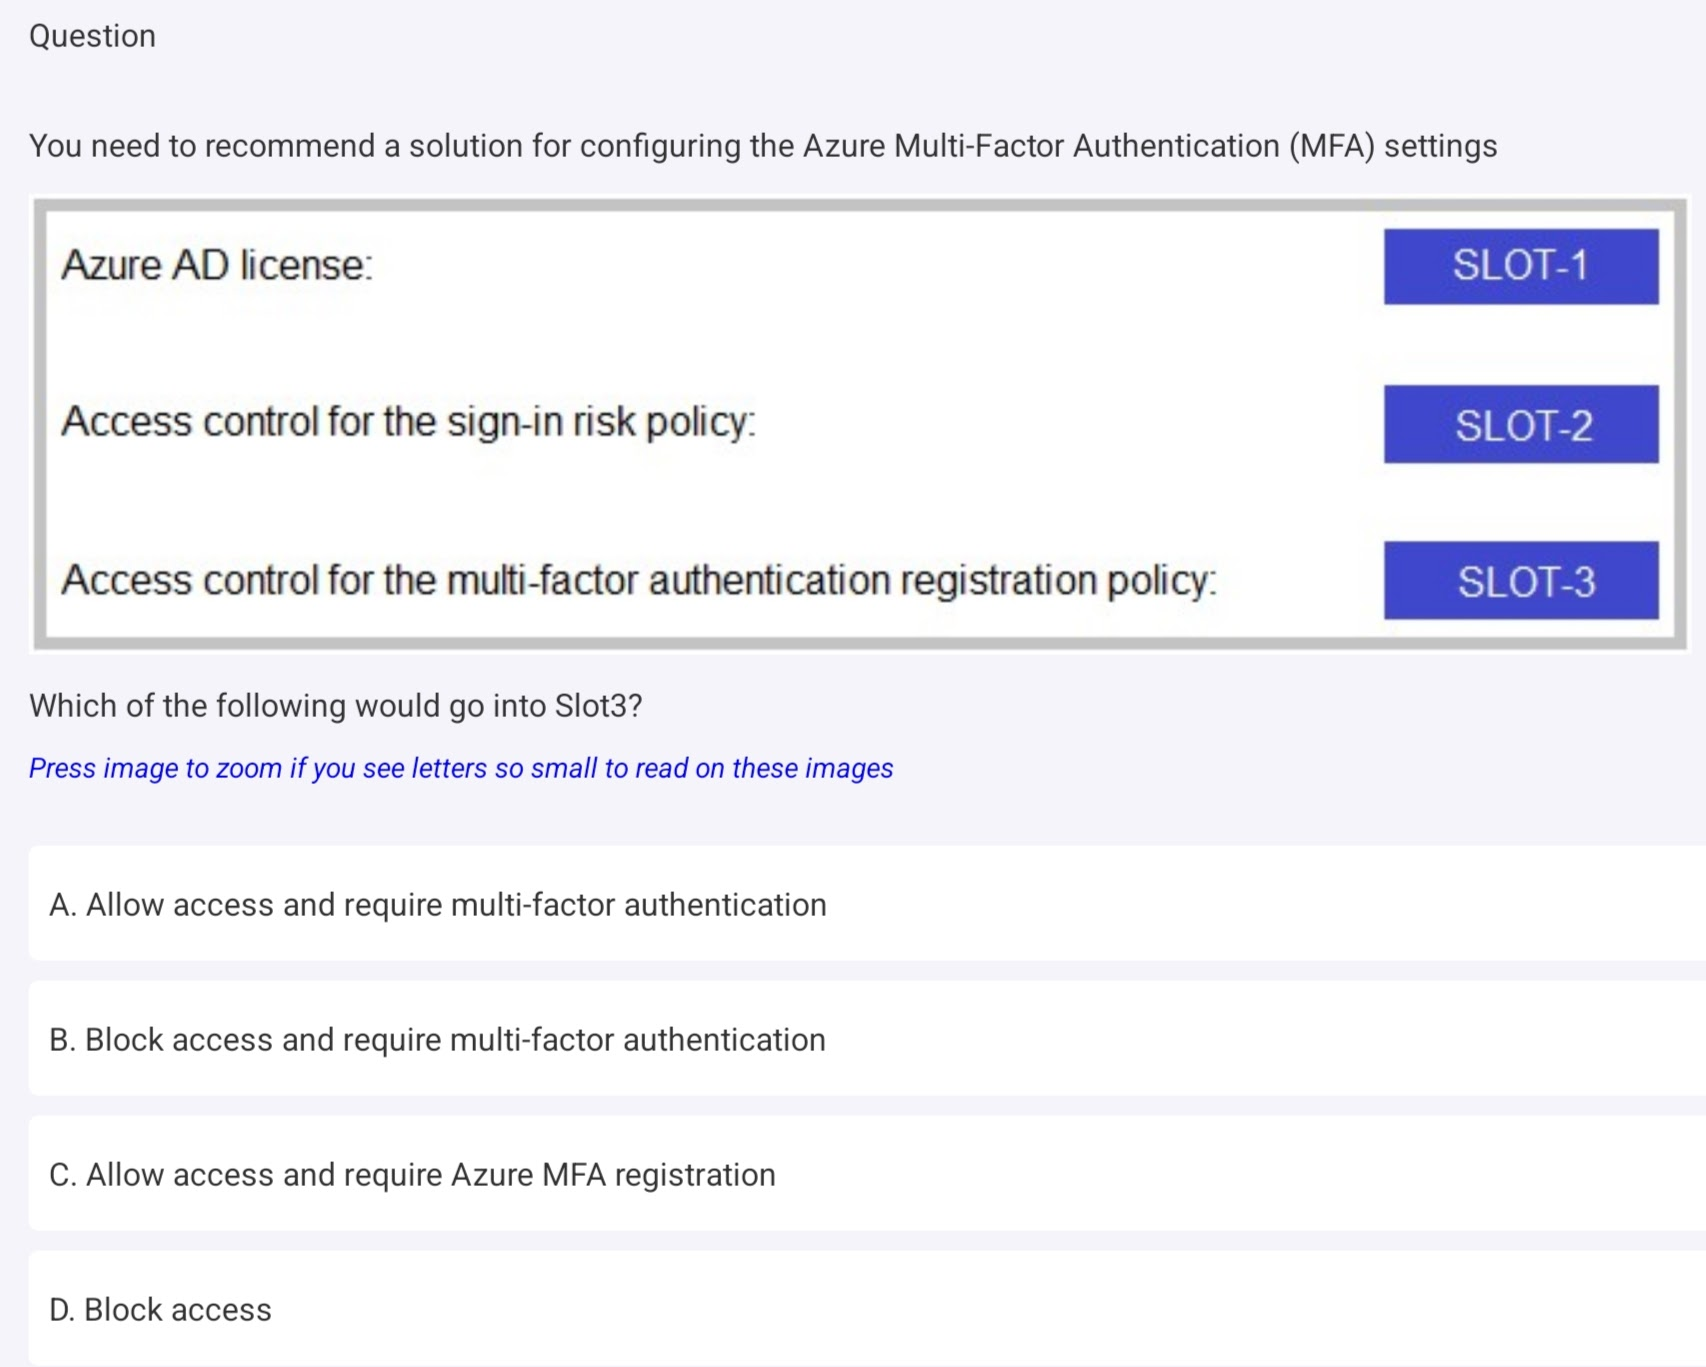 Question
You need to recommend a solution for configuring the Azure Multi-Factor Authentication (MFA) settings
Azure AD license: SLOT-1
Access control for the sign-in risk policy: SLOT-2
Access control for the multi-factor authentication registration policy: SLOT-3
Which of the following would go into Slot3?
Press image to zoom if you see letters so small to read on these images
A. Allow access and require multi-factor authentication
B. Block access and require multi-factor authentication
C. Allow access and require Azure MFA registration
D. Block access